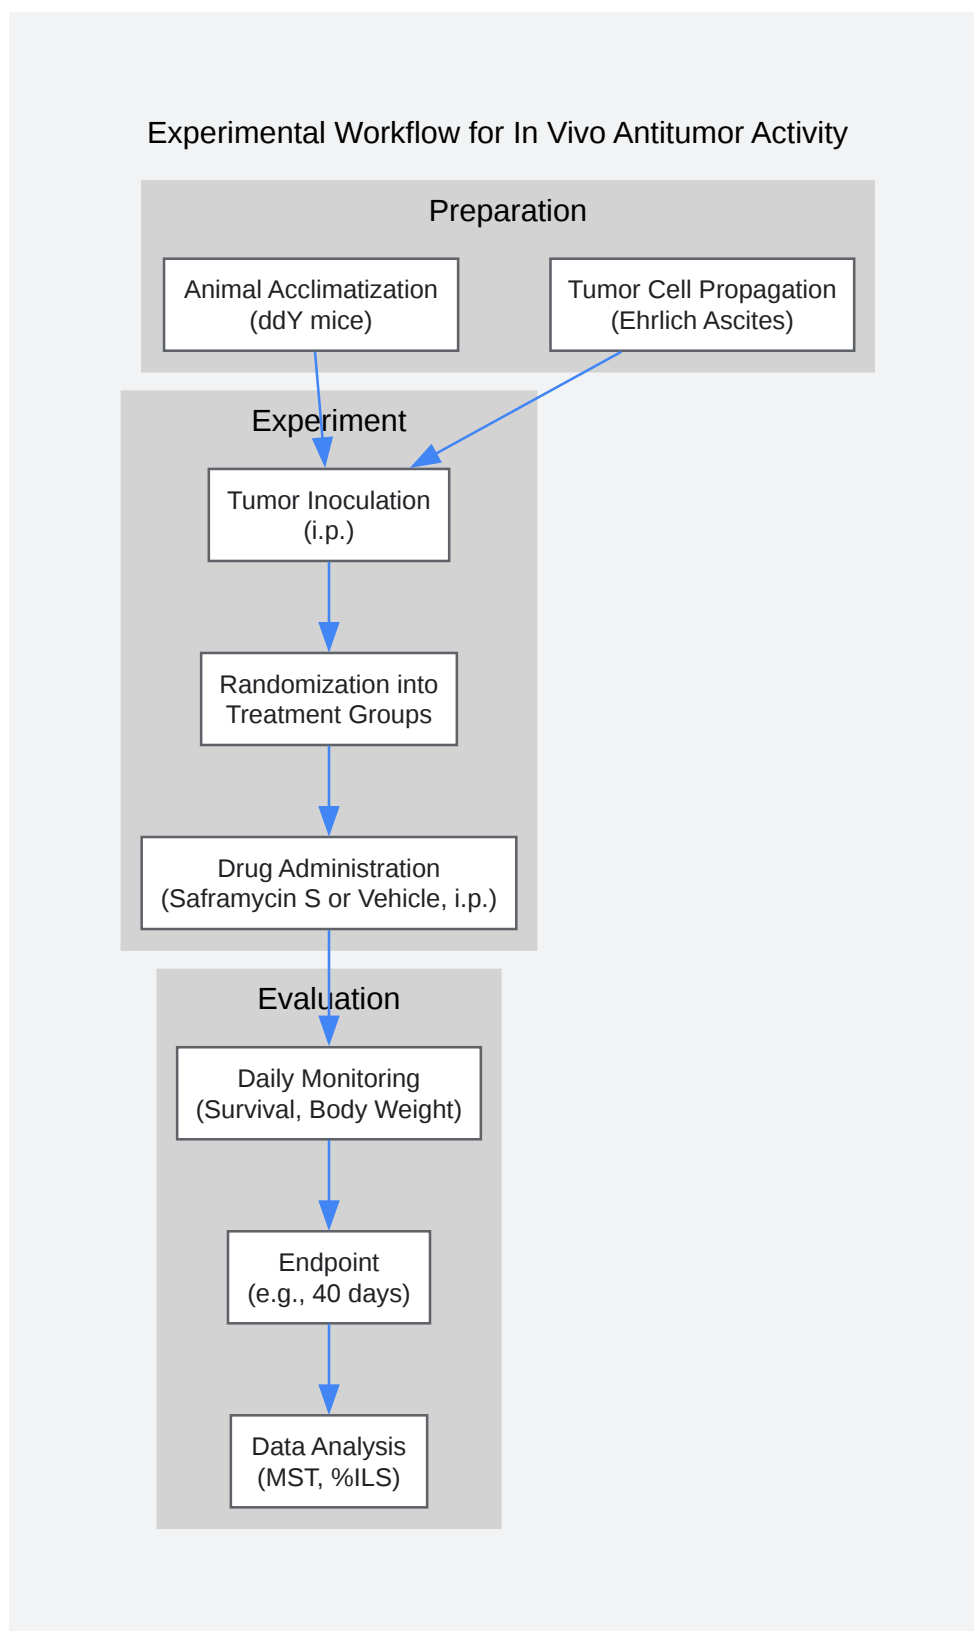 Experimental Workflow for In Vivo Antitumor Activity
Preparation
Animal Acclimatization
(ddY mice)
Tumor Cell Propagation
(Ehrlich Ascites)
Experiment
Tumor Inoculation
(i.p.)
Randomization into
Treatment Groups
Drug Administration
(Saframycin S or Vehicle, i.p.)
Evaluation
Daily Monitoring
(Survival, Body Weight)
Endpoint
(e.g., 40 days)
Data Analysis
(MST, %ILS)